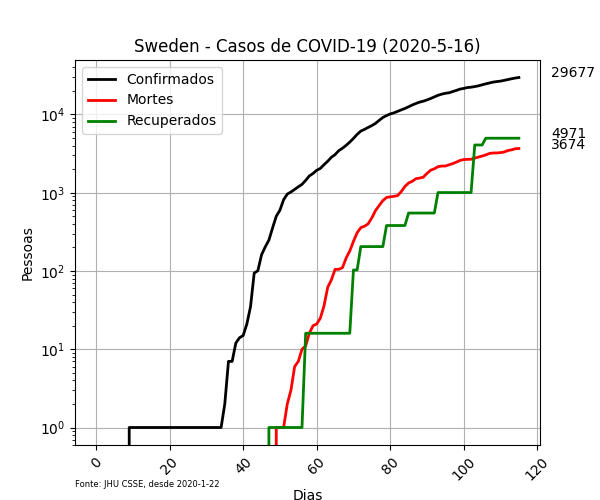 Sweden - Casos de COVID-19 (2020-5-16)
Confirmados
Mortes
Recuperados
29677
4971
3674
10⁴
10³
10²
10¹
10⁰
Pessoas
0 20 40 60 80 100 120
Fonte: JHU CSSE, desde 2020-1-22
Dias